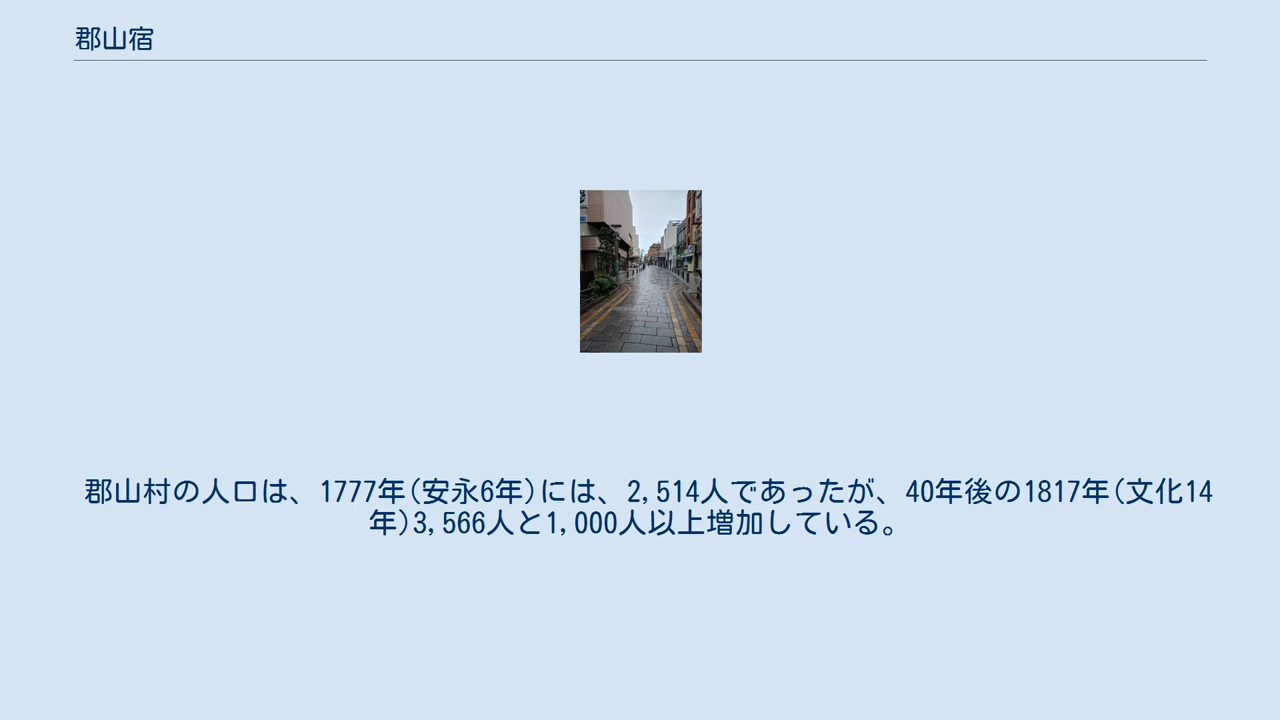 郡山宿
郡山村の人口は、1777年(安永6年)には、2,514人であったが、40年後の1817年(文化14
年)3,566人と1,000人以上増加している。